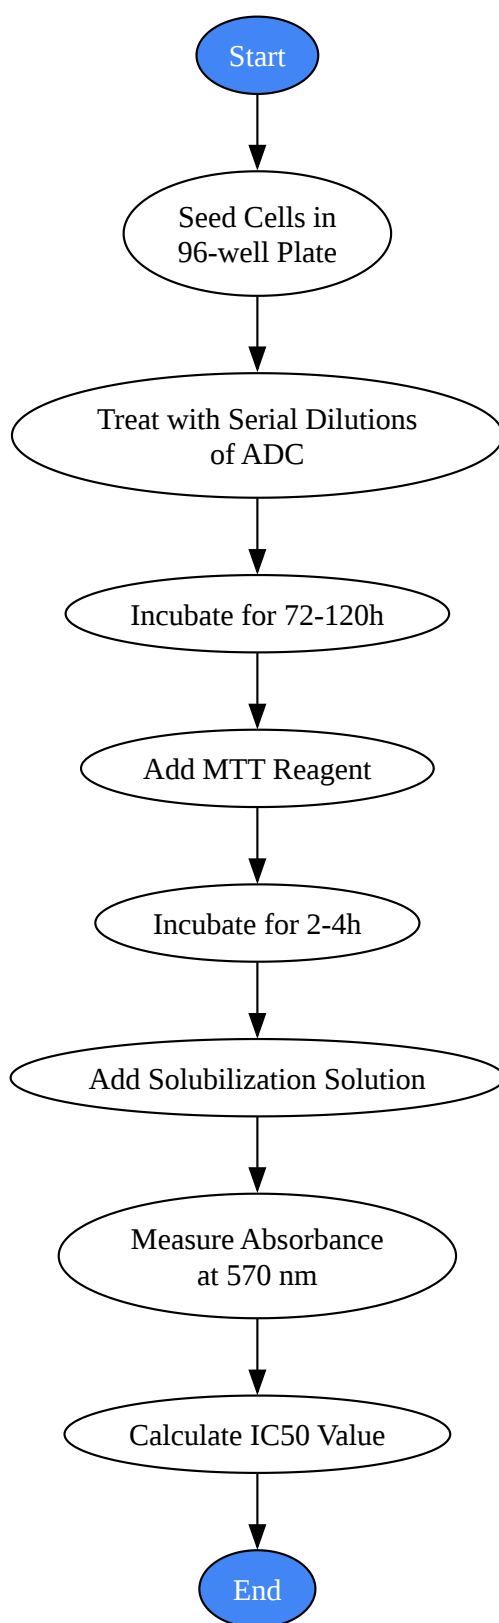 Start
Seed Cells in
96-well Plate
Treat with Serial Dilutions
of ADC
Incubate for 72-120h
Add MTT Reagent
Incubate for 2-4h
Add Solubilization Solution
Measure Absorbance
at 570 nm
Calculate IC50 Value
End